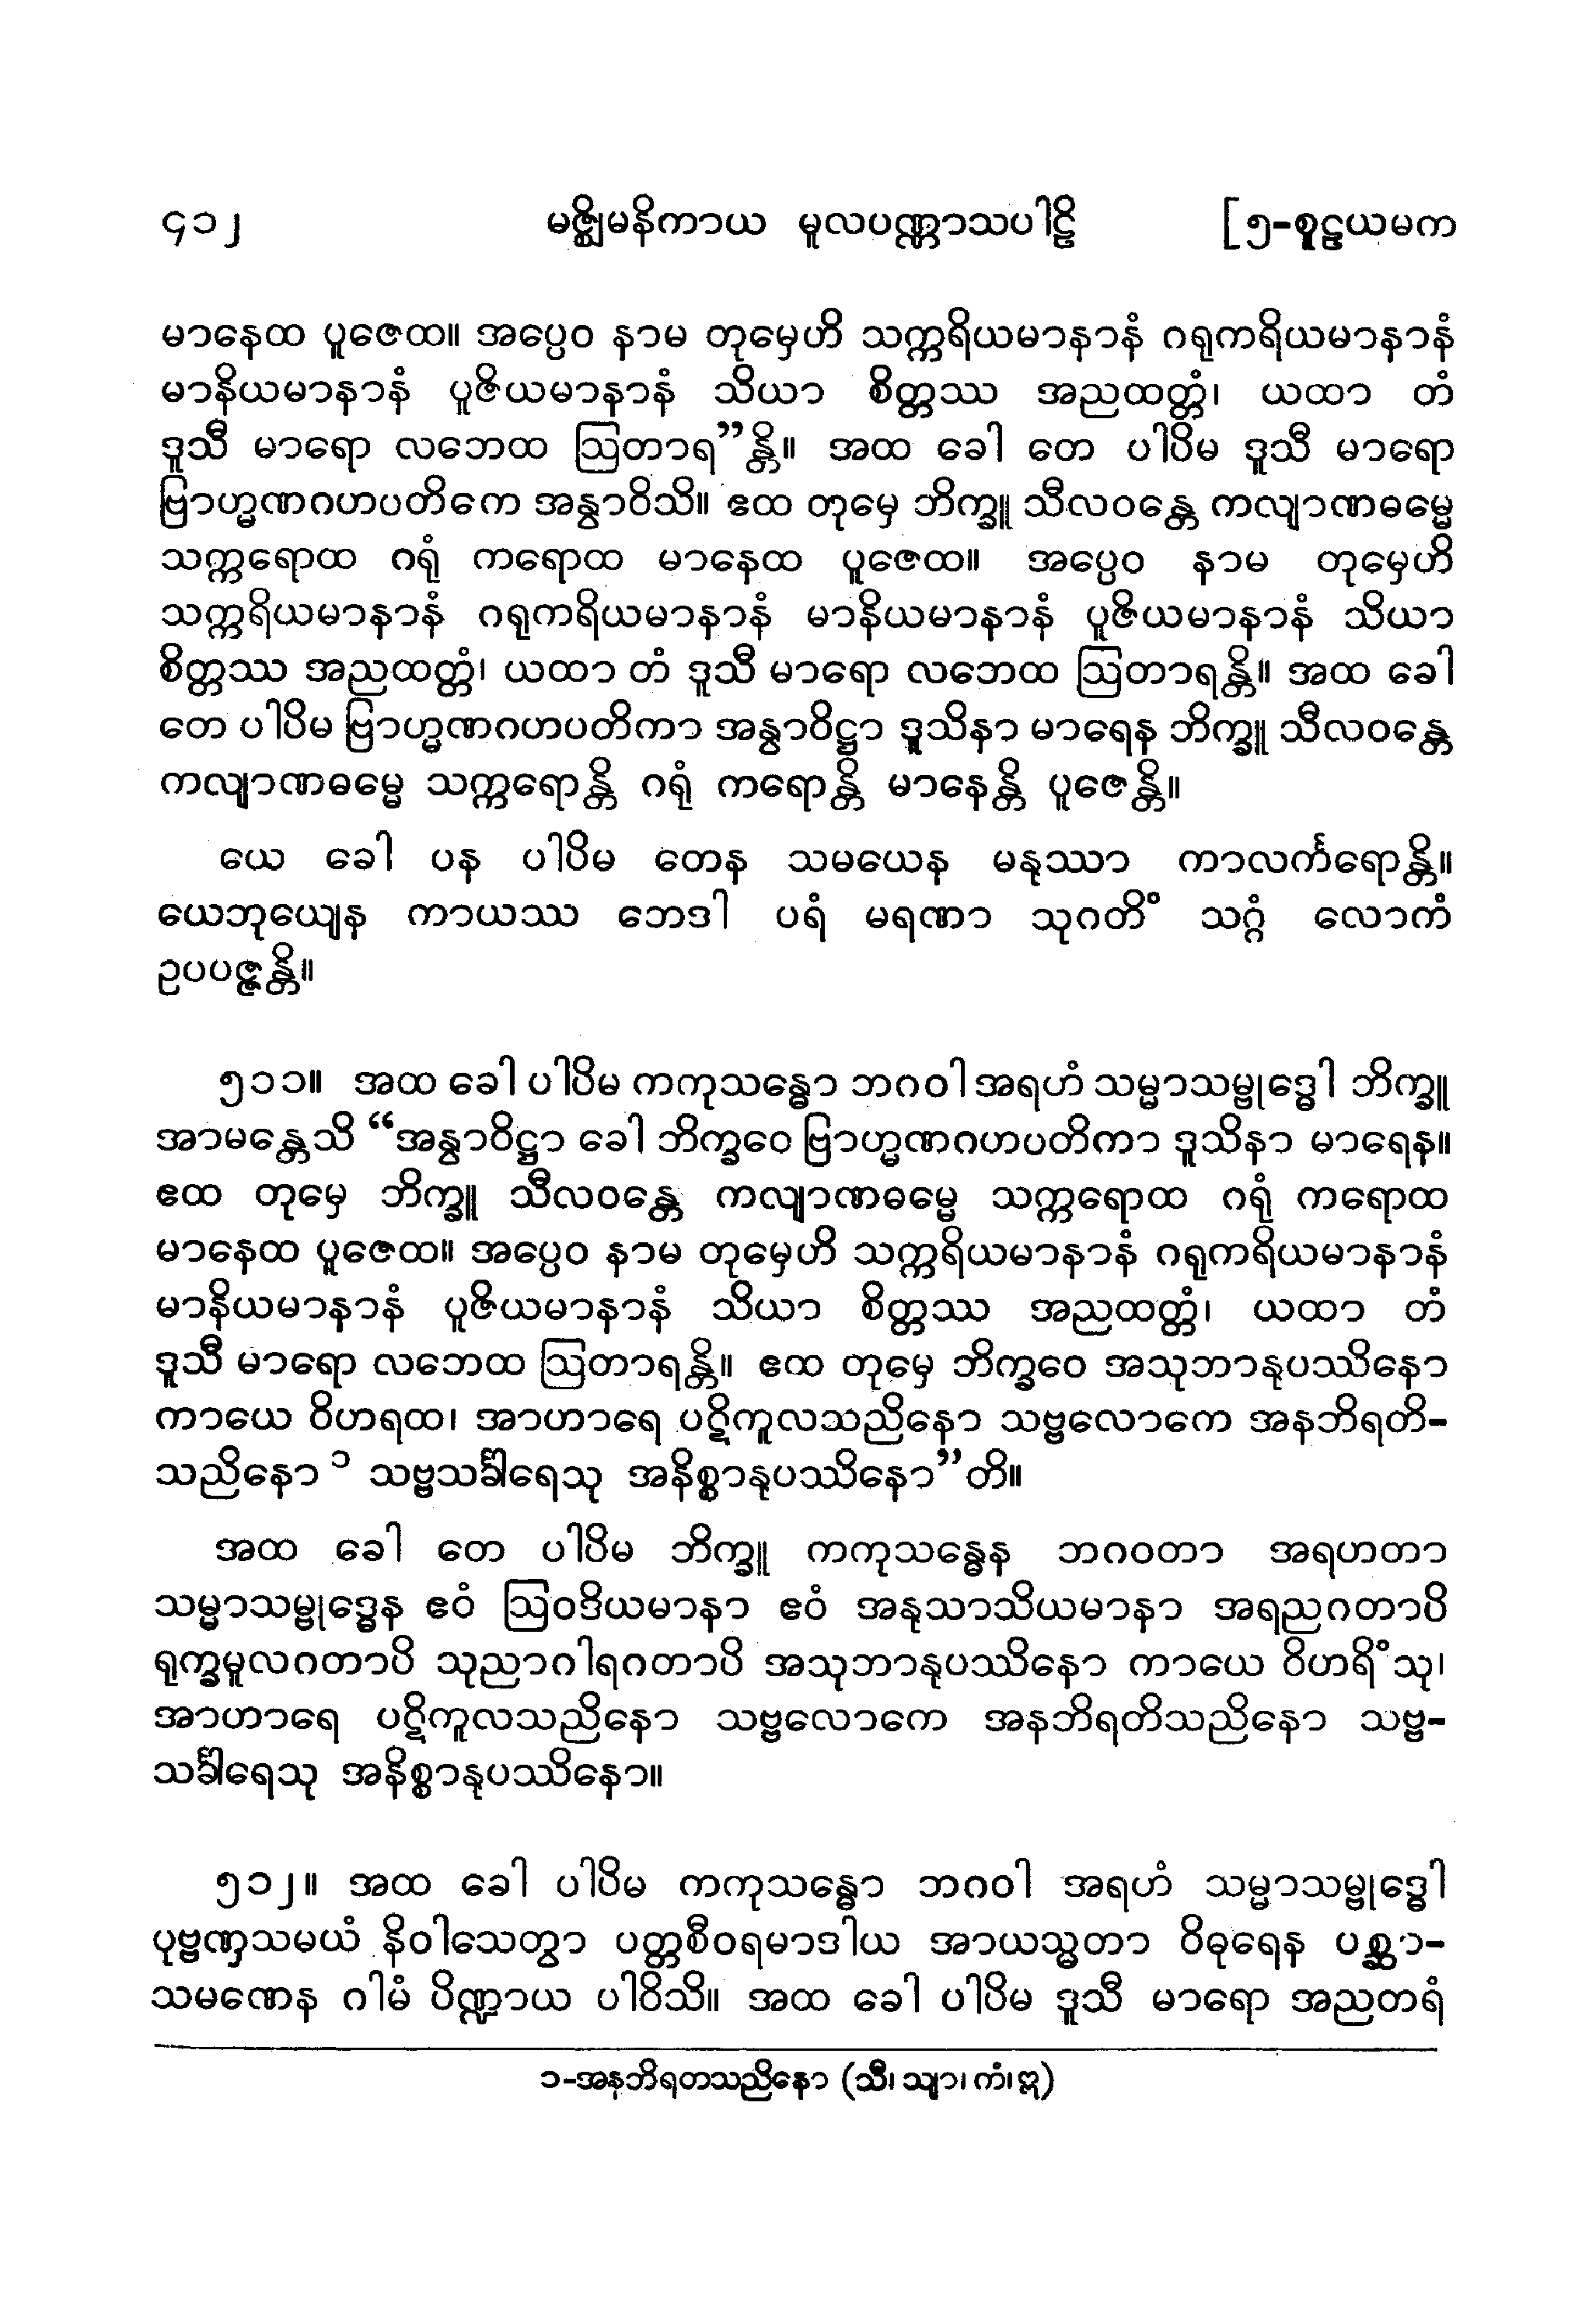 ၄၁၂ မဇ္ဈိမနိကာယ မူလပဏ္ဏာသပါဠိ [၅-စူဠယမက
မာနေထ ပူဇေထ။ အပ္ပေဝ နာမ တုမှေဟိ သက္ကရိယမာနာနံ ဂရုကရိယမာနာနံ
မာနိယမာနာနံ ပူဇိယမာနာနံ သိယာ စိတ္တဿ အညထတ္တံ၊ ယထာ တံ
ဒူသီ မာရော လဘေထ ဩတာရ”န္တိ။ အထ ခေါ တေ ပါပိမ ဒူသီ မာရော
ဗြာဟ္မဏဂဟပတိကေ အနွာဝိသိ။ ဧထ တုမှေ ဘိက္ခူ သီလဝန္တေ ကလျာဏဓမ္မေ
သက္ကရောထ ဂရုံ ကရောထ မာနေထ ပူဇေထ။ အပ္ပေဝ နာမ တုမှေဟိ
သက္ကရိယမာနာနံ ဂရုကရိယမာနာနံ မာနိယမာနာနံ ပူဇိယမာနာနံ သိယာ
စိတ္တဿ အညထတ္တံ၊ ယထာ တံ ဒူသီ မာရော လဘေထ ဩတာရန္တိ။ အထ ခေါ
တေ ပါပိမ ဗြာဟ္မဏဂဟပတိကာ အနွာဝိဋ္ဌာ ဒူသိနာ မာရေန ဘိက္ခူ သီလဝန္တေ
ကလျာဏဓမ္မေ သက္ကရောန္တိ ဂရုံ ကရောန္တိ မာနေန္တိ ပူဇေန္တိ။
ယေ ခေါ ပန ပါပိမ တေန သမယေန မနုဿာ ကာလင်္ကရောန္တိ။
ယေဘုယျေန ကာယဿ ဘေဒါ ပရံ မရဏာ သုဂတိံ သဂ္ဂံ လောကံ
ဥပပဇ္ဇန္တိ။
၅၁၁။ အထ ခေါ ပါပိမ ကကုသန္ဓော ဘဂဝါ အရဟံ သမ္မာသမ္ဗုဒ္ဓေါ ဘိက္ခူ
အာမန္တေသိ “အနွာဝိဋ္ဌာ ခေါ ဘိက္ခဝေ ဗြာဟ္မဏဂဟပတိကာ ဒူသိနာ မာရေန။
ဧထ တုမှေ ဘိက္ခူ သီလဝန္တေ ကလျာဏဓမ္မေ သက္ကရောထ ဂရုံ ကရောထ
မာနေထ ပူဇေထ။ အပ္ပေဝ နာမ တုမှေဟိ သက္ကရိယမာနာနံ ဂရုကရိယမာနာနံ
မာနိယမာနာနံ ပူဇိယမာနာနံ သိယာ စိတ္တဿ အညထတ္တံ၊ ယထာ တံ
ဒူသီ မာရော လဘေထ ဩတာရန္တိ။ ဧထ တုမှေ ဘိက္ခဝေ အသုဘာနုပဿိနော
ကာယေ ဝိဟရထ၊ အာဟာရေ ပဋိကူလသညိနော သဗ္ဗလောကေ အနဘိရတိ-
သညိနော ၁ သဗ္ဗသင်္ခါရေသု အနိစ္စာနုပဿိနော”တိ။
အထ ခေါ တေ ပါပိမ ဘိက္ခူ ကကုသန္ဓေန ဘဂဝတာ အရဟတာ
သမ္မာသမ္ဗုဒ္ဓေန ဧဝံ ဩဝဒိယမာနာ ဧဝံ အနုသာသိယမာနာ အရညဂတာပိ
ရုက္ခမူလဂတာပိ သုညာဂါရဂတာပိ အသုဘာနုပဿိနော ကာယေ ဝိဟရိံသု၊
အာဟာရေ ပဋိကူလသညိနော သဗ္ဗလောကေ အနဘိရတိသညိနော သဗ္ဗ-
သင်္ခါရေသု အနိစ္စာနုပဿိနော။
၅၁၂။ အထ ခေါ ပါပိမ ကကုသန္ဓော ဘဂဝါ အရဟံ သမ္မာသမ္ဗုဒ္ဓေါ
ပုဗ္ဗဏှသမယံ နိဝါသေတွာ ပတ္တစီဝရမာဒါယ အာယသ္မတာ ဝိဓုရေန ပစ္ဆာ-
သမဏေန ဂါမံ ပိဏ္ဍာယ ပါဝိသိ။ အထ ခေါ ပါပိမ ဒူသီ မာရော အညတရံ
၁-အနဘိရတသညိနော (သီ၊ သျာ၊ ကံ၊ ဣ)